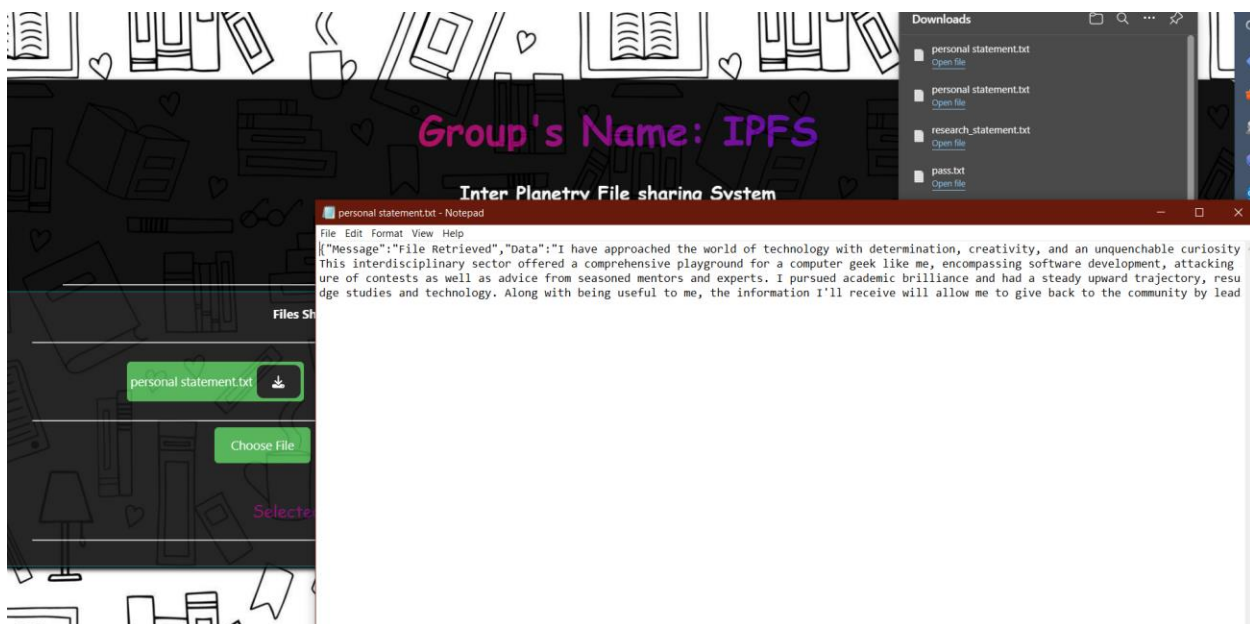 Downloads
personal statement.txt
Open file
personal statement.txt
Open file
research_statement.txt
Open file
pass.txt
Open file
Group's Name: IPFS
Inter Planetry File sharing System
personal statement.txt - Notepad
File Edit Format View Help
{"Message":"File Retrieved","Data":"I have approached the world of technology with determination, creativity, and an unquenchable curiosity
This interdisciplinary sector offered a comprehensive playground for a computer geek like me, encompassing software development, attacking
ure of contests as well as advice from seasoned mentors and experts. I pursued academic brilliance and had a steady upward trajectory, resu
dge studies and technology. Along with being useful to me, the information I'll receive will allow me to give back to the community by lead
Files Sh
personal statement.txt
Choose File
Selecte